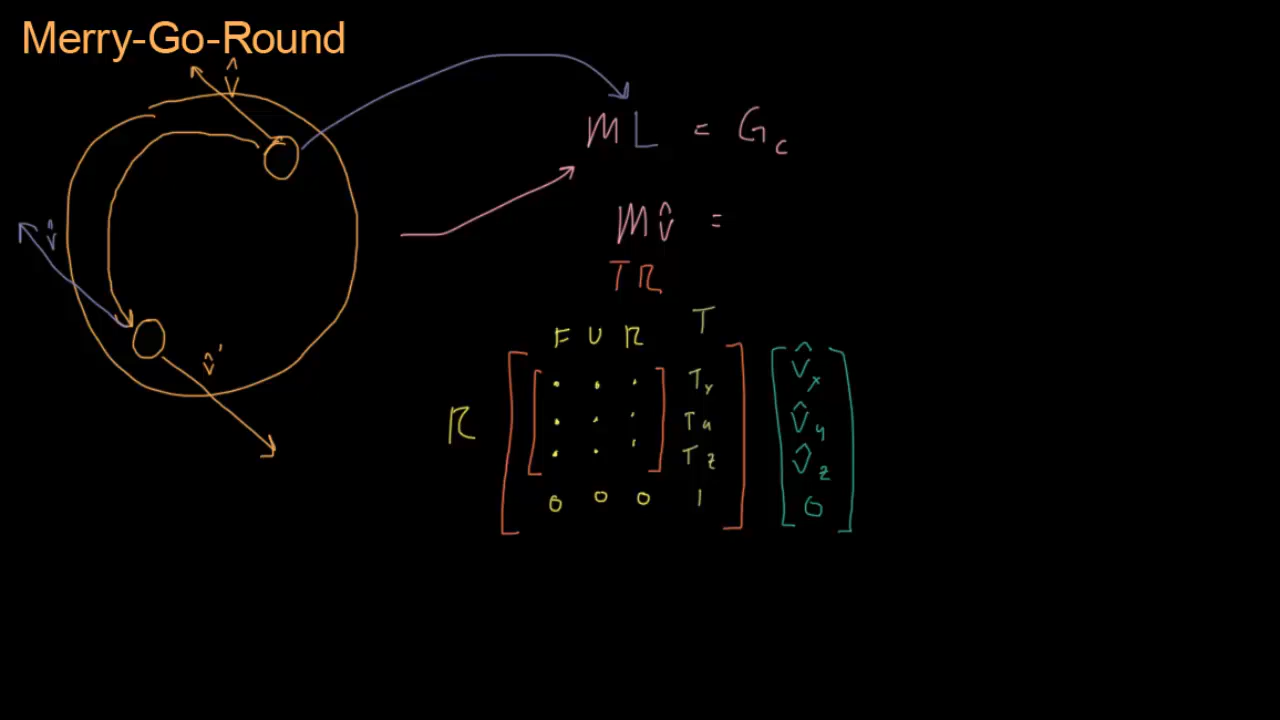 Merry-Go-Round
v̂
ML = Gc
v̂
Mv̂ =
TR
F U R T
v̂'
R
Tx
Ty
Tz
0 0 0 1
v̂x
v̂y
v̂z
0